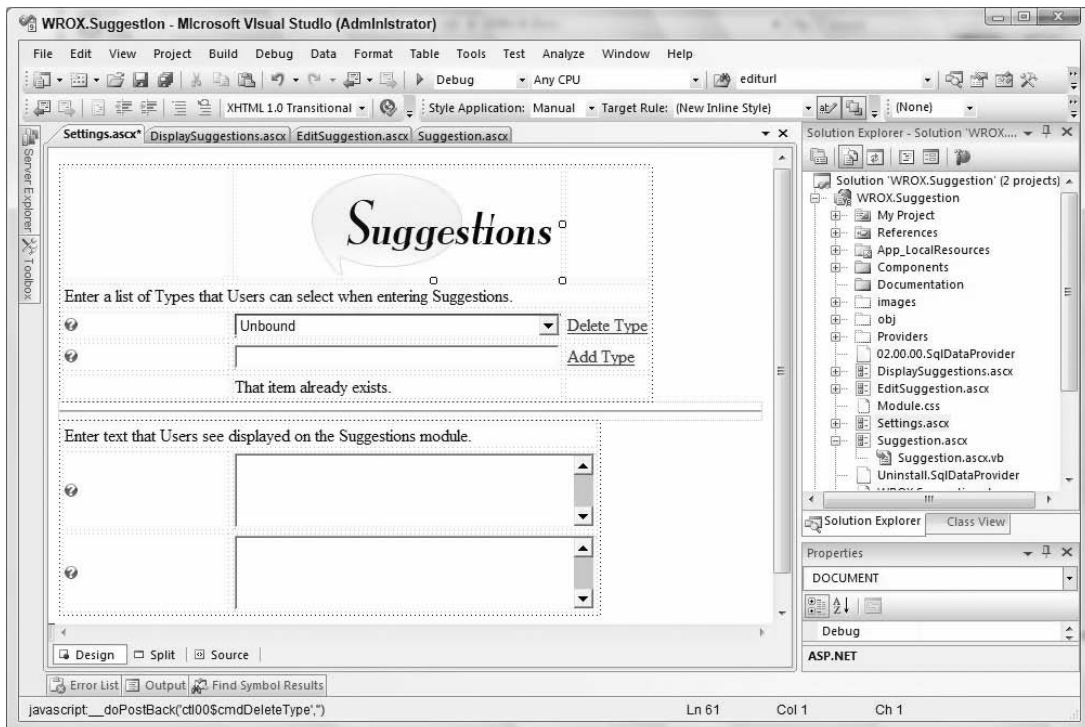 WROX.Suggestion - Microsoft Visual Studio (Administrator)
File Edit View Project Build Debug Data Format Table Tools Test Analyze Window Help
Debug Any CPU editurl
XHTML 1.0 Transitional Style Application: Manual Target Rule: (New Inline Style) (None)
Server Explorer
Toolbox
Settings.ascx* DisplaySuggestions.ascx EditSuggestion.ascx Suggestion.ascx
Suggestions
Enter a list of Types that Users can select when entering Suggestions.
Unbound Delete Type
Add Type
That item already exists.
Enter text that Users see displayed on the Suggestions module.
Design Split Source
Solution Explorer - Solution 'WROX....
Solution 'WROX.Suggestion' (2 projects)
WROX.Suggestion
My Project
References
App_LocalResources
Components
Documentation
images
obj
Providers
02.00.00.SqlDataProvider
DisplaySuggestions.ascx
EditSuggestion.ascx
Module.css
Settings.ascx
Suggestion.ascx
Suggestion.ascx.vb
Uninstall.SqlDataProvider
Solution Explorer Class View
Properties
DOCUMENT
Debug
ASP.NET
Error List Output Find Symbol Results
javascript:__doPostBack('ctl00$cmdDeleteType','') Ln 61 Col 1 Ch 1